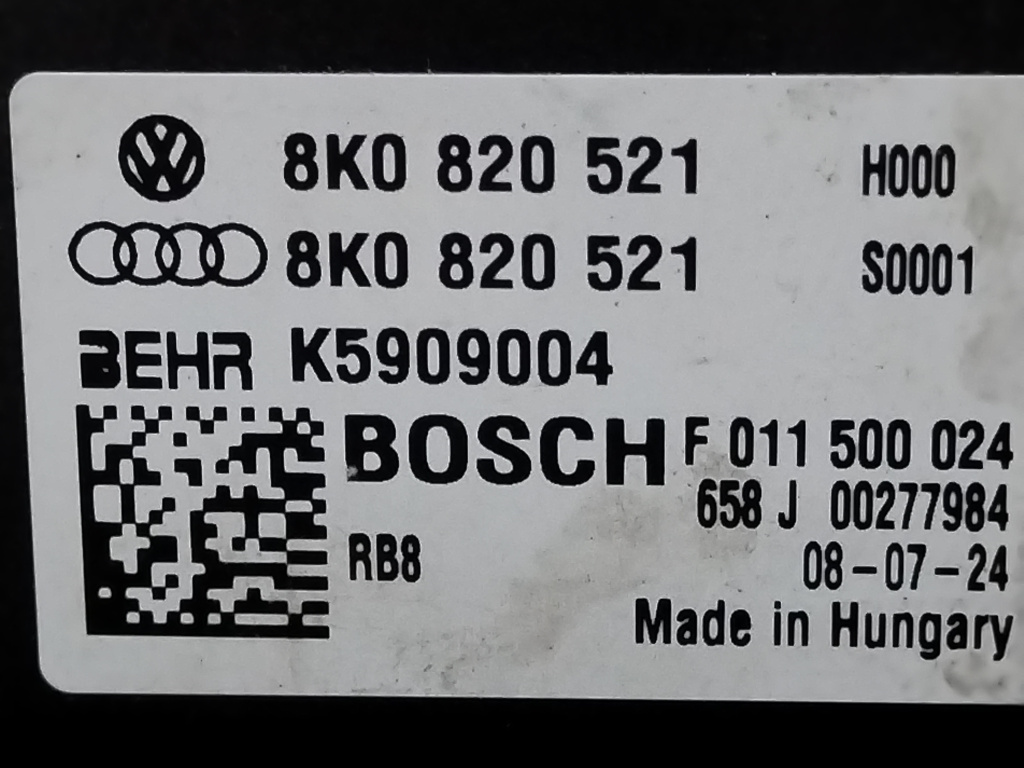 8K0 820 521 H000
8K0 820 521 S0001
BEHR K5909004
BOSCH F 011 500 024
658 J 00277984
RB8 08-07-24
Made in Hungary